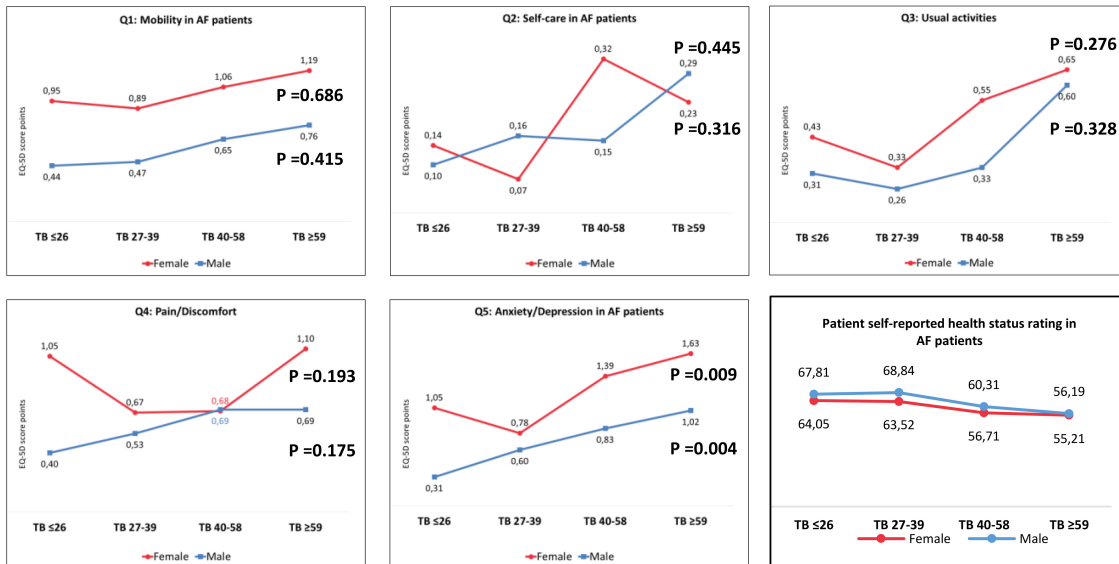 Q1: Mobility in AF patients
EQ-5D score points
0,95
0,89
1,06
1,19
P =0.686
0,44
0,47
0,65
0,76
P =0.415
TB ≤26
TB 27-39
TB 40-58
TB ≥59
Female
Male
Q2: Self-care in AF patients
EQ-5D score points
0,32
P =0.445
0,29
0,14
0,16
0,15
0,23
P =0.316
0,10
0,07
TB ≤26
TB 27-39
TB 40-58
TB ≥59
Female
Male
Q3: Usual activities
EQ-5D score points
P =0.276
0,65
0,55
0,60
0,43
0,33
P =0.328
0,31
0,26
0,33
TB ≤26
TB 27-39
TB 40-58
TB ≥59
Female
Male
Q4: Pain/Discomfort
EQ-5D score points
1,05
1,10
0,67
0,68
P =0.193
0,40
0,53
0,69
0,69
P =0.175
TB ≤26
TB 27-39
TB 40-58
TB ≥59
Female
Male
Q5: Anxiety/Depression in AF patients
EQ-5D score points
1,05
0,78
1,39
1,63
P =0.009
0,31
0,60
0,83
1,02
P =0.004
TB ≤26
TB 27-39
TB 40-58
TB ≥59
Female
Male
Patient self-reported health status rating in
AF patients
67,81
68,84
60,31
56,19
64,05
63,52
56,71
55,21
TB ≤26
TB 27-39
TB 40-58
TB ≥59
Female
Male